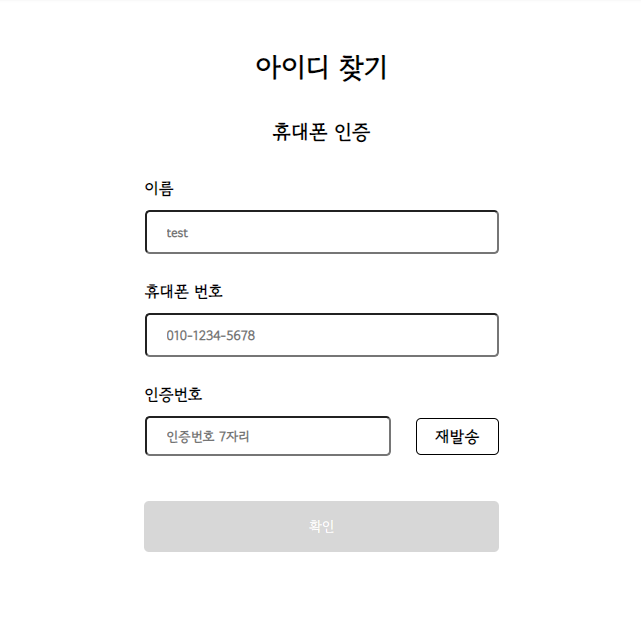 아이디 찾기
휴대폰 인증
이름
test
휴대폰 번호
010-1234-5678
인증번호
인증번호 7자리 재발송
확인